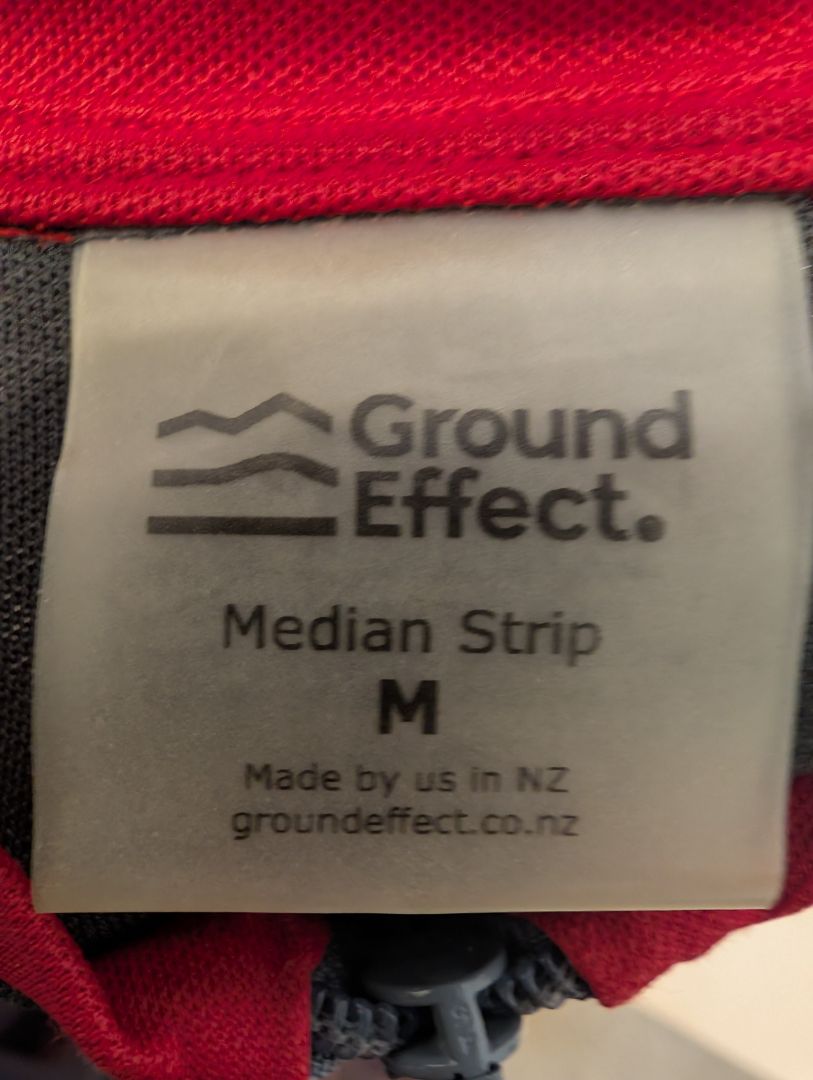 Ground
Effect.
Median Strip
M
Made by us in NZ
groundeffect.co.nz